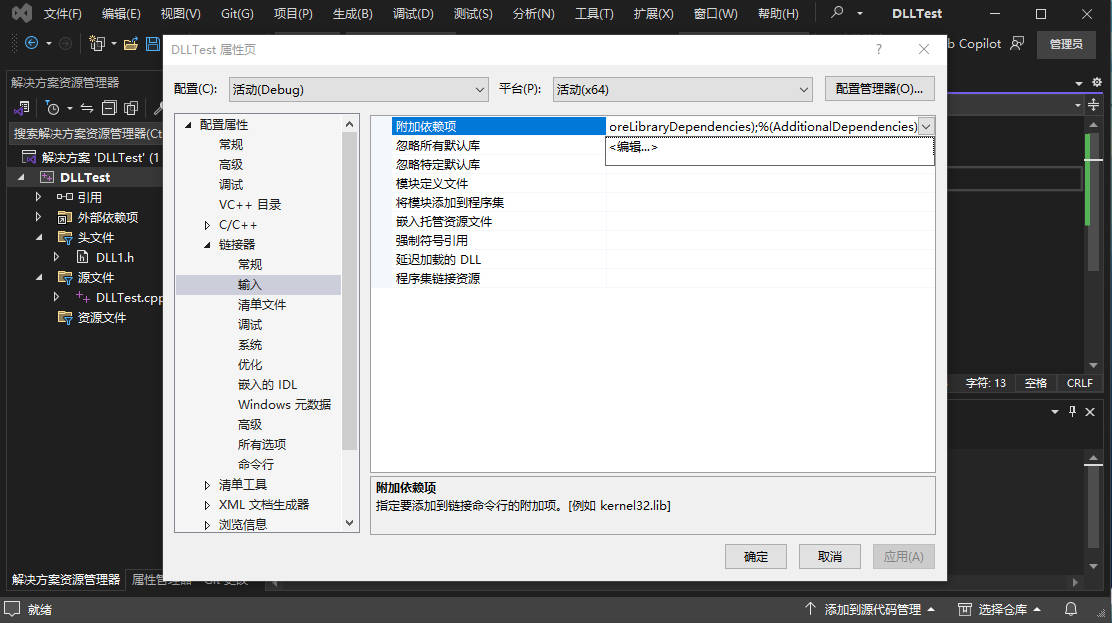 文件(F) 编辑(E) 视图(V) Git(G) 项目(P) 生成(B) 调试(D) 测试(S) 分析(N) 工具(T) 扩展(X) 窗口(W) 帮助(H) DLLTest
b Copilot 管理员
DLLTest 属性页 ?
解决方案资源管理器
搜索解决方案资源管理器(Ct
解决方案 'DLLTest' (1
DLLTest
引用
外部依赖项
头文件
DLL1.h
源文件
DLLTest.cpp
资源文件
配置(C): 活动(Debug) 平台(P): 活动(x64) 配置管理器(O)...
配置属性
常规
高级
调试
VC++ 目录
C/C++
链接器
常规
输入
清单文件
调试
系统
优化
嵌入的 IDL
Windows 元数据
高级
所有选项
命令行
清单工具
XML 文档生成器
浏览信息
附加依赖项 oreLibraryDependencies);%(AdditionalDependencies)
<编辑...>
忽略所有默认库
忽略特定默认库
模块定义文件
将模块添加到程序集
嵌入托管资源文件
强制符号引用
延迟加载的 DLL
程序集链接资源
附加依赖项
指定要添加到链接命令行的附加项。[例如 kernel32.lib]
确定 取消 应用(A)
字符: 13 空格 CRLF
解决方案资源管理器 属性管理器 Git 更改
就绪 添加到源代码管理 选择仓库